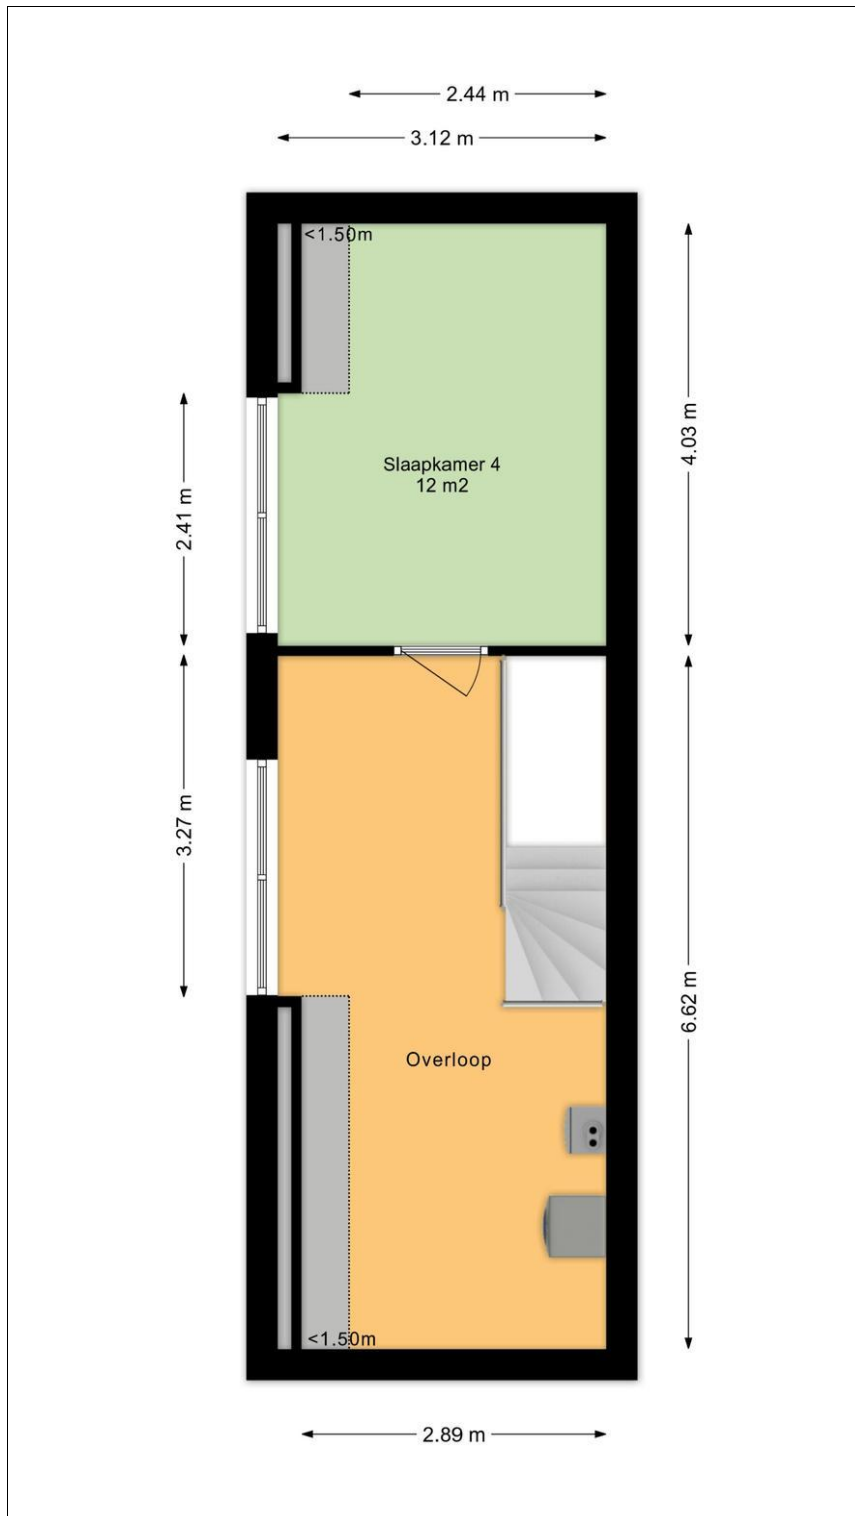 2.44 m
3.12 m
<1.50m
4.03 m
Slaapkamer 4
12 m2
2.41 m
3.27 m
6.62 m
Overloop
<1.50m
2.89 m